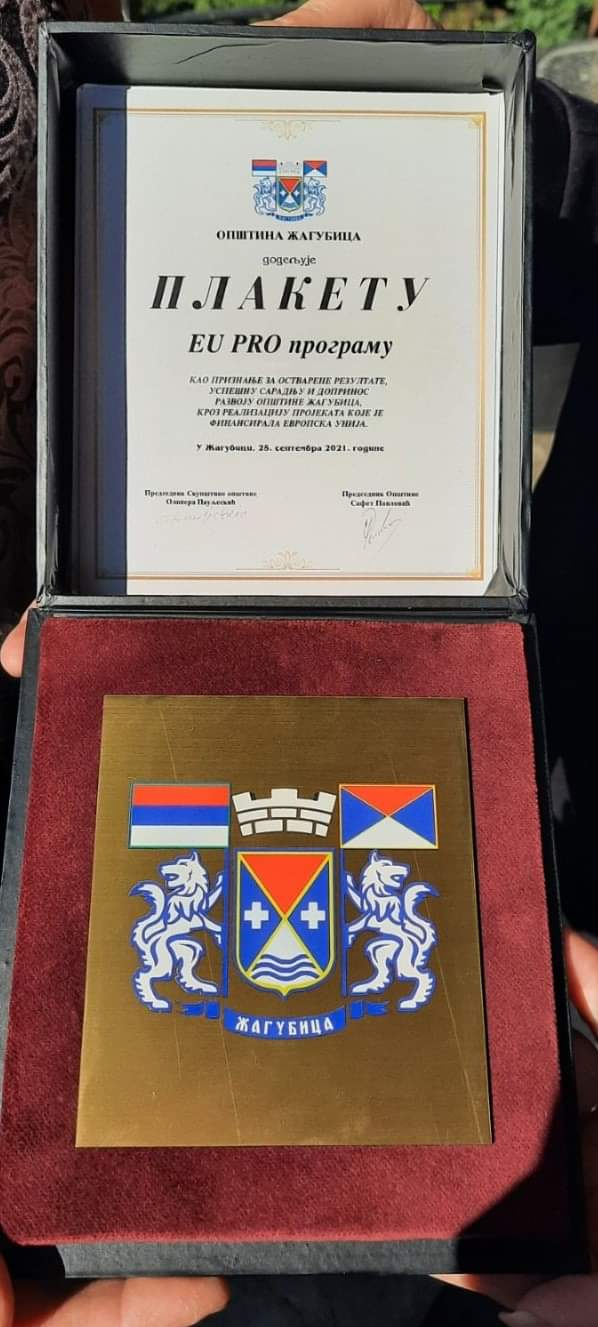 ОПШТИНА ЖАГУБИЦА
додељује
ПЛАКЕТУ
EU PRO програму
КАО ПРИЗНАЊЕ ЗА ОСТВАРЕНЕ РЕЗУЛТАТЕ,
УСПЕШНУ САРАДЊУ И ДОПРИНОС
РАЗВОЈУ ОПШТИНЕ ЖАГУБИЦА,
КРОЗ РЕАЛИЗАЦИЈУ ПРОЈЕКАТА КОЈЕ ЈЕ
ФИНАНСИРАЛА ЕВРОПСКА УНИЈА.
У Жагубици, 28. септембра 2021. године
Председник Скупштине општине
Председник Општине
Сафет Павловић
ЖАГУБИЦА